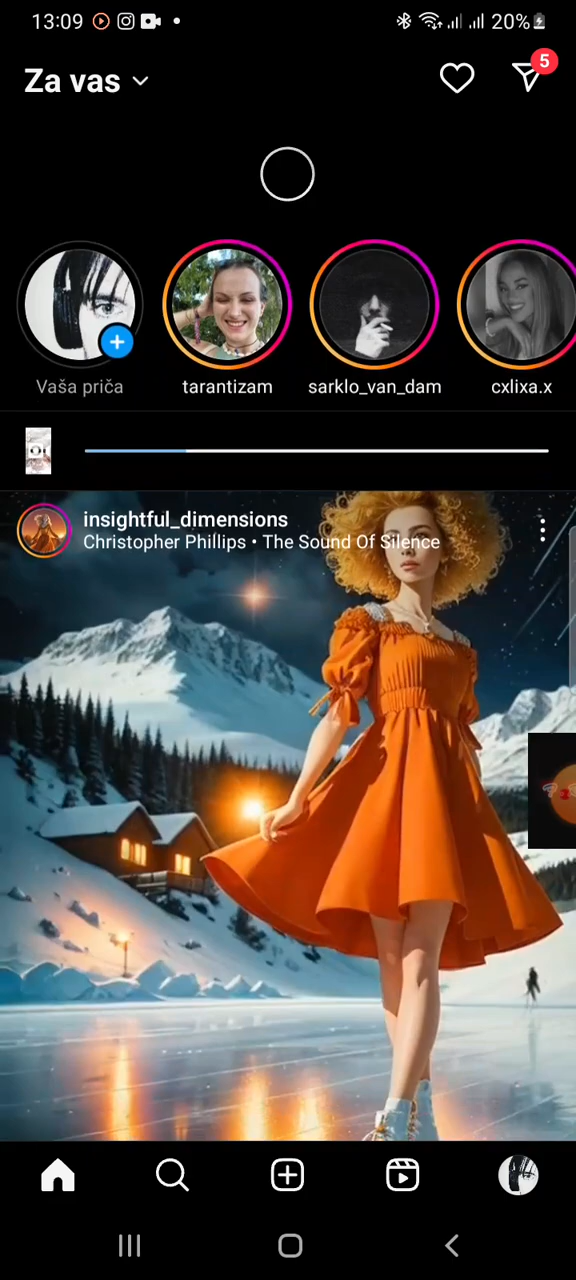 13:09
20%
Za vas
5
Vaša priča
tarantizam
sarklo_van_dam
cxlixa.x
insightful_dimensions
Christopher Phillips • The Sound Of Silence